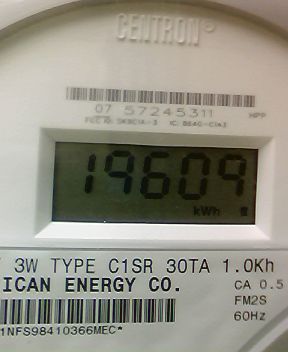 CENTRON®
07 57245311 HPP
19609
kWh
3W TYPE C1SR 30TA 1.0Kh
ICAN ENERGY CO. CA 0.5
FM2S
60Hz
1NFS98410366MEC*